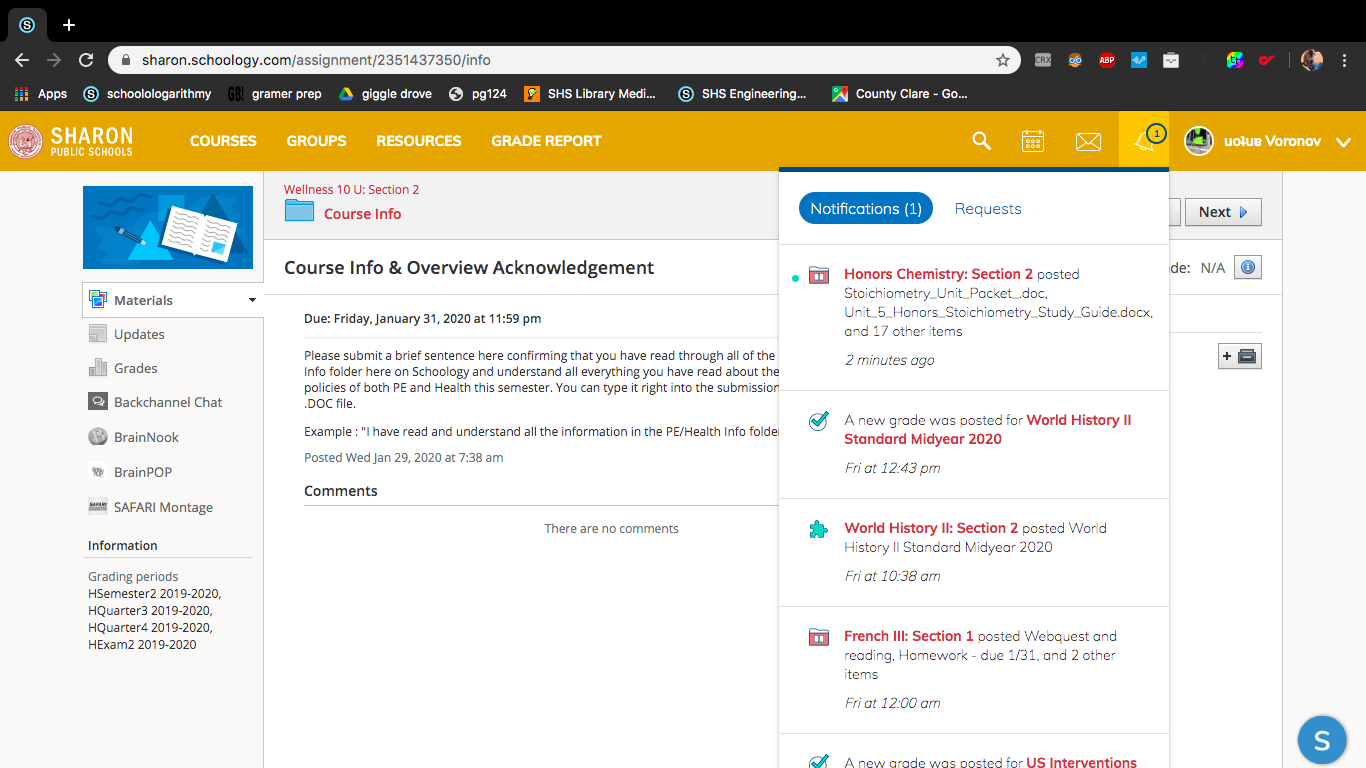 sharon.schoology.com/assignment/2351437350/info
CRX
ABP
Apps
schoolologarithmy
GB!
gramer prep
giggle drove
pg124
SHS Library Medi...
SHS Engineering...
County Clare - Go...
SHARON
PUBLIC SCHOOLS
COURSES
GROUPS
RESOURCES
GRADE REPORT
1
uoʇun Voronov
Wellness 10 U: Section 2
Course Info
Next
Course Info & Overview Acknowledgement
de: N/A
Due: Friday, January 31, 2020 at 11:59 pm
Please submit a brief sentence here confirming that you have read through all of the
Info folder here on Schoology and understand all everything you have read about the
policies of both PE and Health this semester. You can type it right into the submission
.DOC file.
Example : "I have read and understand all the information in the PE/Health Info folder
Posted Wed Jan 29, 2020 at 7:38 am
Comments
There are no comments
Materials
Updates
Grades
Backchannel Chat
BrainNook
BrainPOP
SAFARI Montage
Information
Grading periods
HSemester2 2019-2020,
HQuarter3 2019-2020,
HQuarter4 2019-2020,
HExam2 2019-2020
Notifications (1)
Requests
Honors Chemistry: Section 2 posted
Stoichiometry_Unit_Packet_.doc,
Unit_5_Honors_Stoichiometry_Study_Guide.docx,
and 17 other items
2 minutes ago
A new grade was posted for World History II
Standard Midyear 2020
Fri at 12:43 pm
World History II: Section 2 posted World
History II Standard Midyear 2020
Fri at 10:38 am
French III: Section 1 posted Webquest and
reading, Homework - due 1/31, and 2 other
items
Fri at 12:00 am
A new grade was posted for US Interventions
S